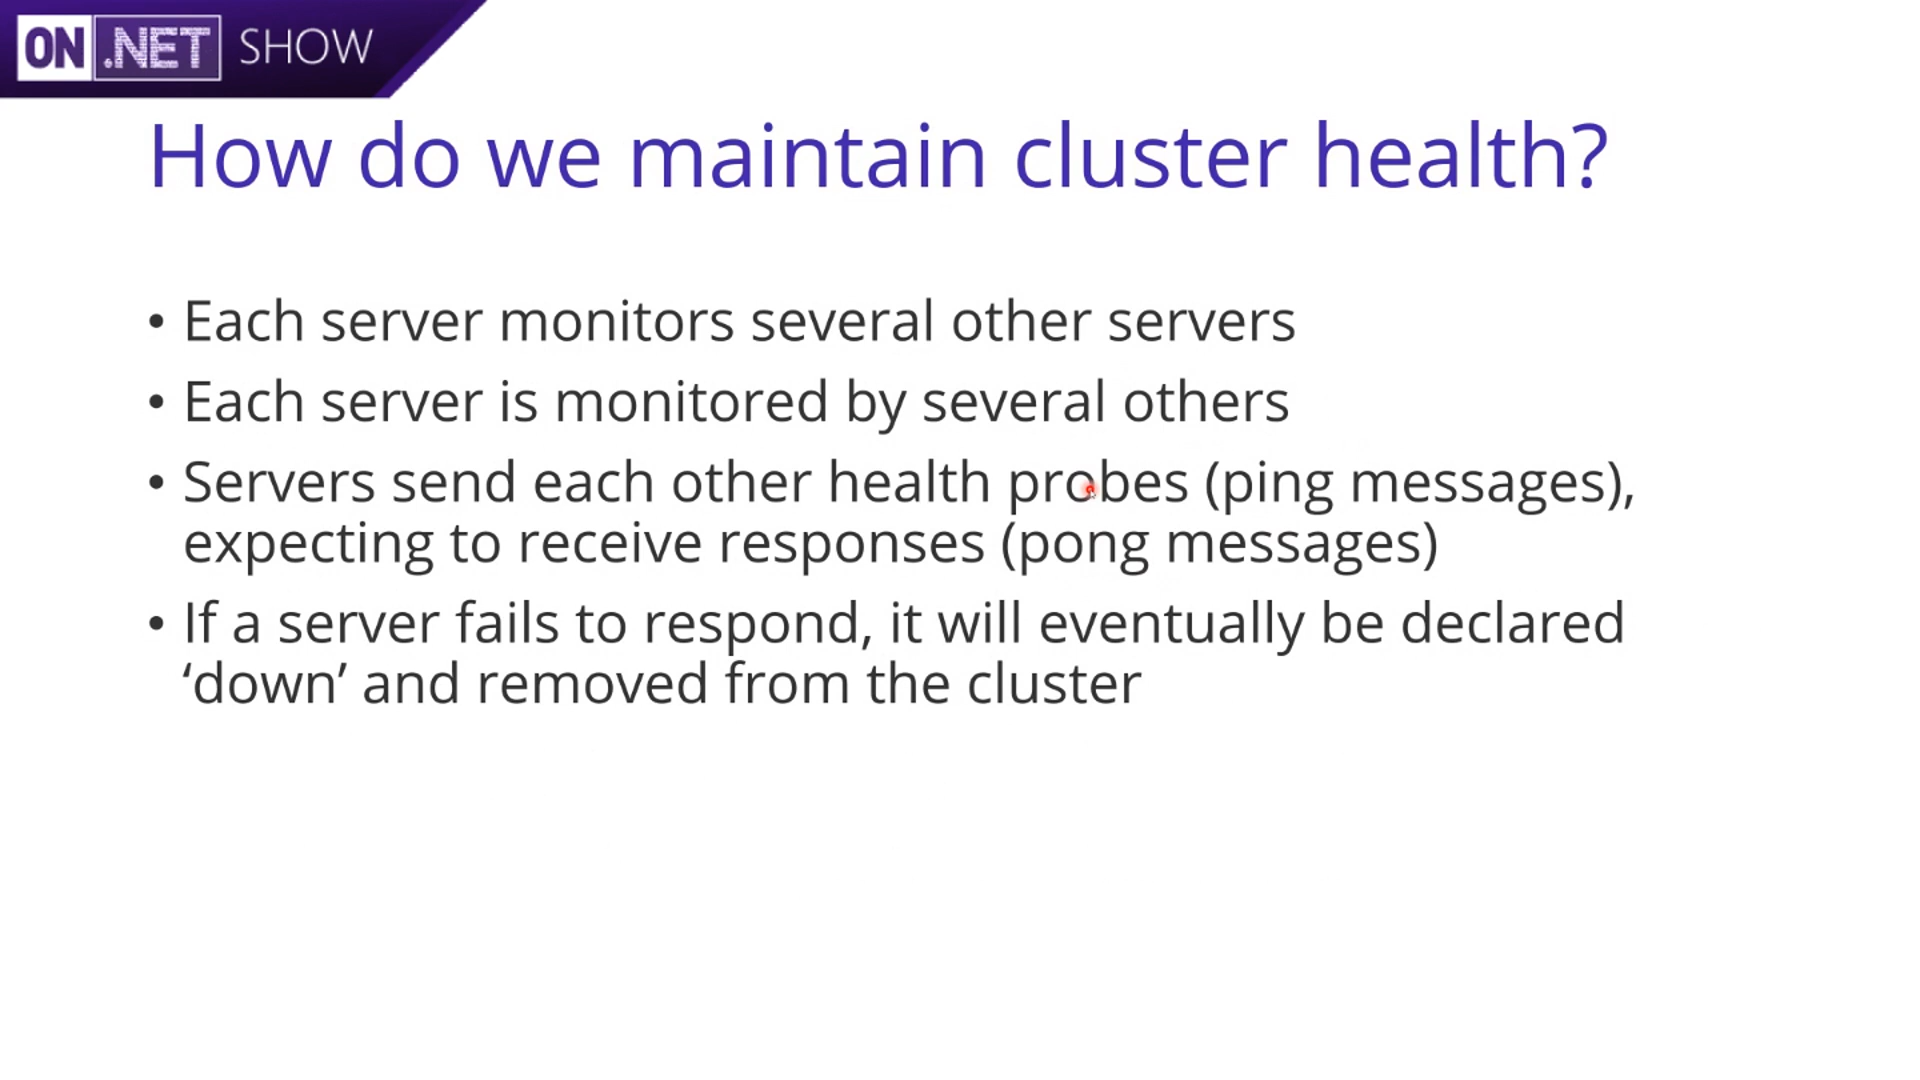 ON .NET SHOW
How do we maintain cluster health?
• Each server monitors several other servers
• Each server is monitored by several others
• Servers send each other health probes (ping messages),
expecting to receive responses (pong messages)
• If a server fails to respond, it will eventually be declared
‘down’ and removed from the cluster